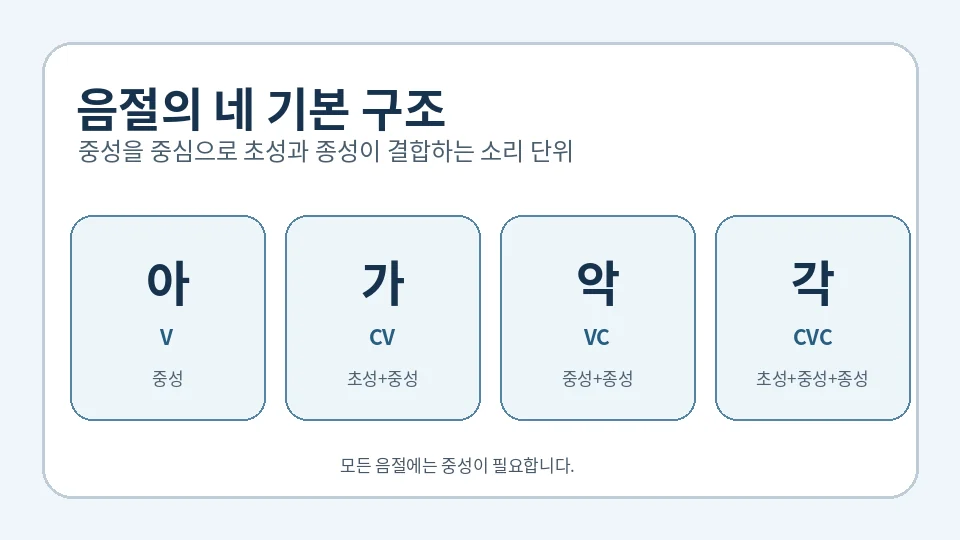 음절의 네 기본 구조
중성을 중심으로 초성과 종성이 결합하는 소리 단위
아
V
중성
가
CV
초성+중성
악
VC
중성+종성
각
CVC
초성+중성+종성
모든 음절에는 중성이 필요합니다.